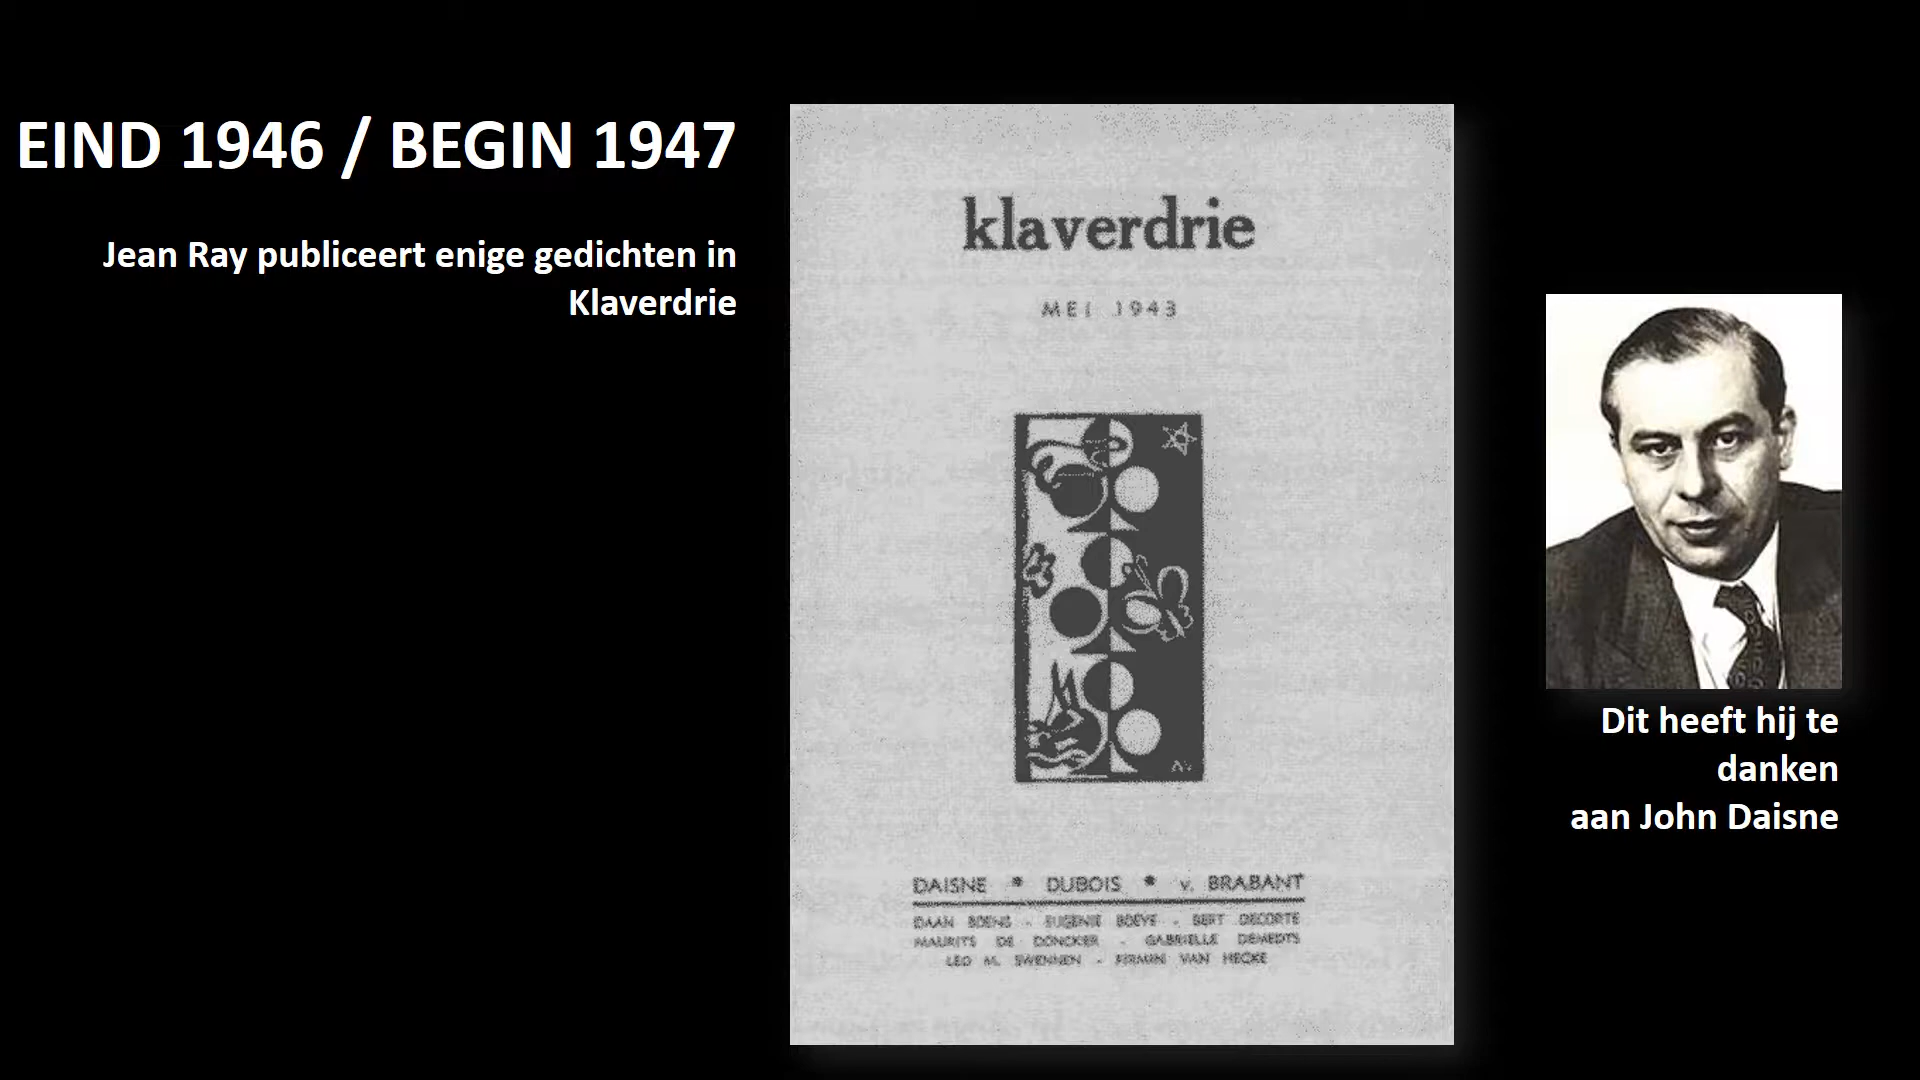 EIND 1946 / BEGIN 1947
Jean Ray publiceert enige gedichten in
Klaverdrie
klaverdrie
MEI 1943
DAISNE * DUBOIS * v. BRABANT
DAAN BOENS - EUGENIE BOEYE - BERT DECORTE
MAURITS DE DONCKER - GABRIELLE DEMEDTS
LEO M. SWENNEN - FIRMIN VAN HECKE
Dit heeft hij te
danken
aan John Daisne